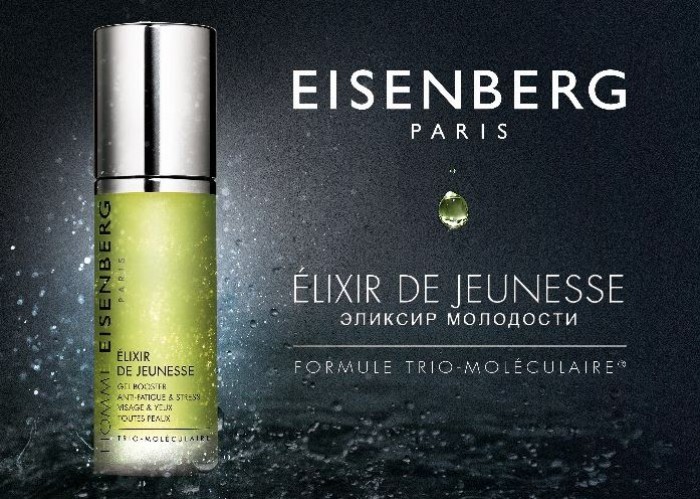 EISENBERG
PARIS
ÉLIXIR DE JEUNESSE
ЭЛИКСИР МОЛОДОСТИ
FORMULE TRIO-MOLÉCULAIRE®
HOMME EISENBERG
PARIS
ÉLIXIR
DE JEUNESSE
GEL BOOSTER
ANTI-FATIGUE & STRESS
VISAGE & YEUX
TOUTES PEAUX
TRIO-MOLÉCULAIRE